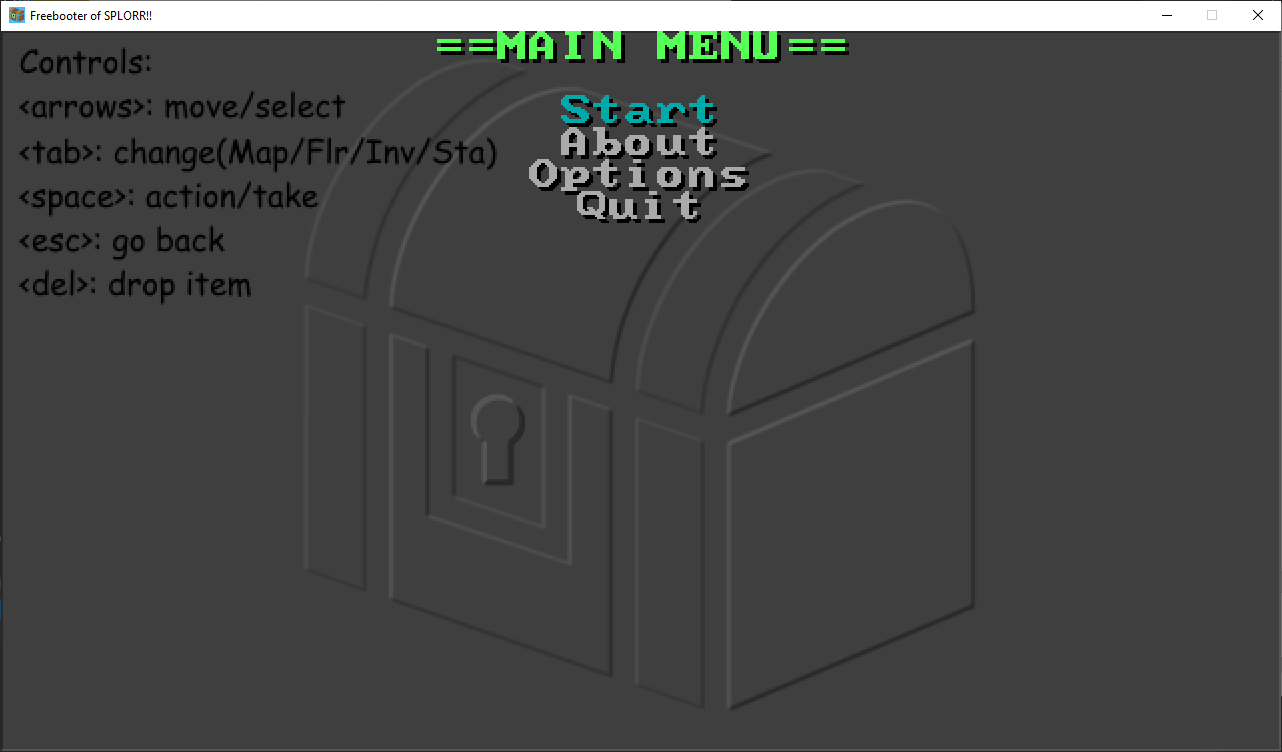 Freebooter of SPLORR!!
==MAIN MENU==
Controls:
<arrows>: move/select
<tab>: change(Map/Flr/Inv/Sta)
<space>: action/take
<esc>: go back
<del>: drop item
Start
About
Options
Quit